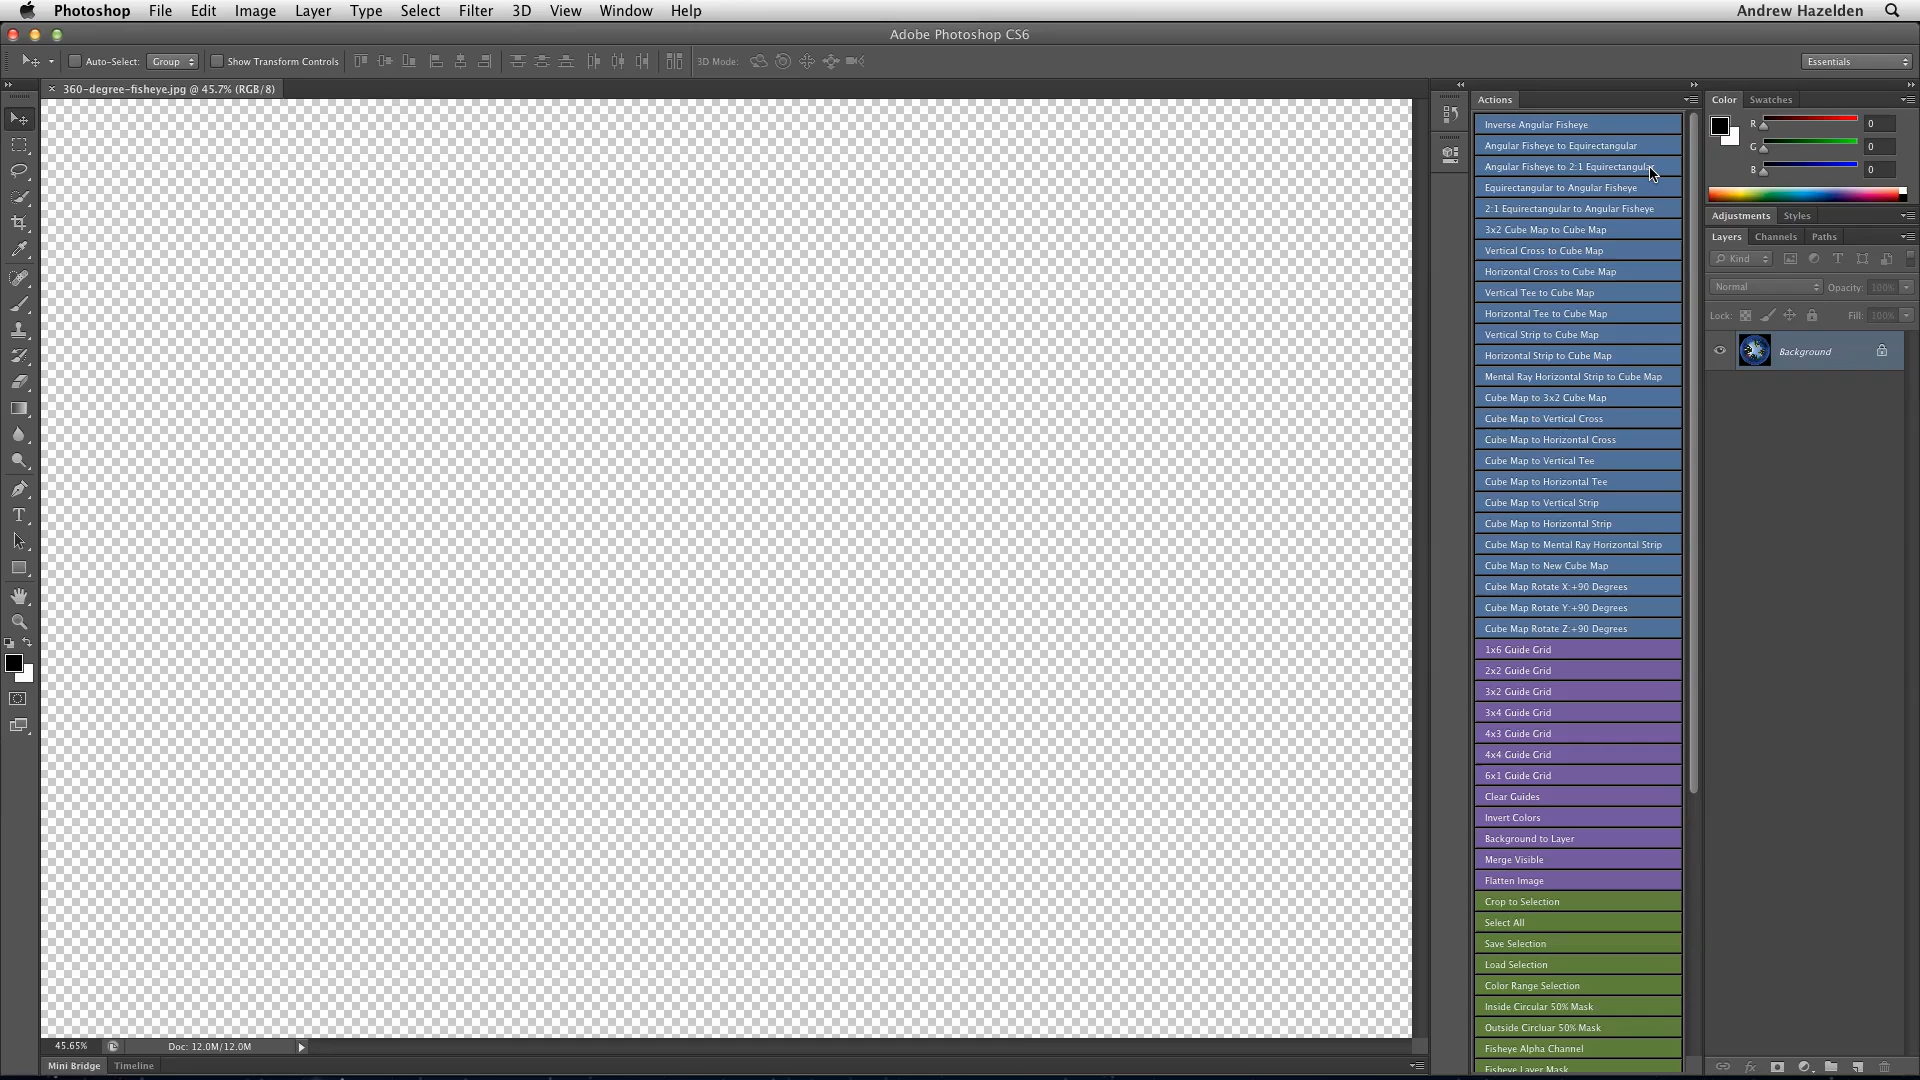 Photoshop File Edit Image Layer Type Select Filter 3D View Window Help Andrew Hazelden
Adobe Photoshop CS6
Auto-Select: Group Show Transform Controls 3D Mode: Essentials
360-degree-fisheye.jpg @ 45.7% (RGB/8)
Actions
Inverse Angular Fisheye
Angular Fisheye to Equirectangular
Angular Fisheye to 2:1 Equirectangular
Equirectangular to Angular Fisheye
2:1 Equirectangular to Angular Fisheye
3x2 Cube Map to Cube Map
Vertical Cross to Cube Map
Horizontal Cross to Cube Map
Vertical Tee to Cube Map
Horizontal Tee to Cube Map
Vertical Strip to Cube Map
Horizontal Strip to Cube Map
Mental Ray Horizontal Strip to Cube Map
Cube Map to 3x2 Cube Map
Cube Map to Vertical Cross
Cube Map to Horizontal Cross
Cube Map to Vertical Tee
Cube Map to Horizontal Tee
Cube Map to Vertical Strip
Cube Map to Horizontal Strip
Cube Map to Mental Ray Horizontal Strip
Cube Map to New Cube Map
Cube Map Rotate X:+90 Degrees
Cube Map Rotate Y:+90 Degrees
Cube Map Rotate Z:+90 Degrees
1x6 Guide Grid
2x2 Guide Grid
3x2 Guide Grid
3x4 Guide Grid
4x3 Guide Grid
4x4 Guide Grid
6x1 Guide Grid
Clear Guides
Invert Colors
Background to Layer
Merge Visible
Flatten Image
Crop to Selection
Select All
Save Selection
Load Selection
Color Range Selection
Inside Circular 50% Mask
Outside Circluar 50% Mask
Fisheye Alpha Channel
Fisheye Layer Mask
Color Swatches
R 0
G 0
B 0
Adjustments Styles
Layers Channels Paths
Kind
Normal Opacity: 100%
Lock: Fill: 100%
Background
45.65% Doc: 12.0M/12.0M
Mini Bridge Timeline